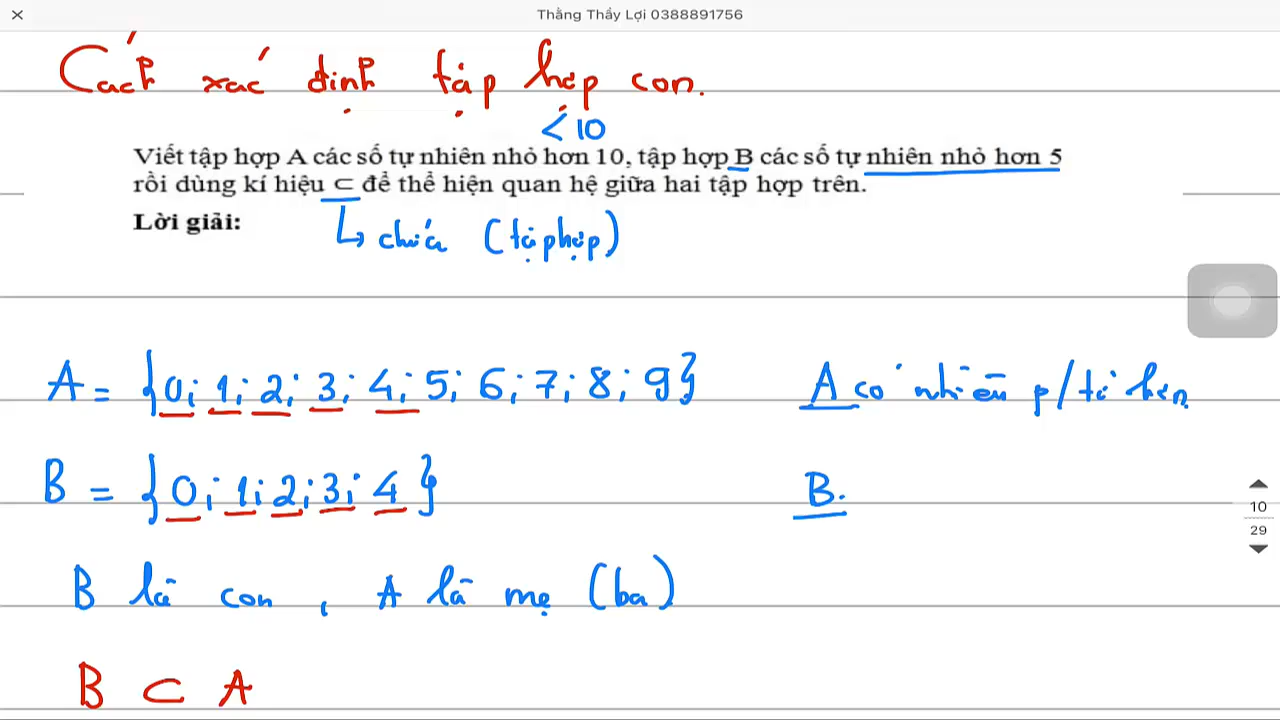 Thằng Thầy Lợi 0388891756
Cách xác định tập hợp con.
< 10
Viết tập hợp A các số tự nhiên nhỏ hơn 10, tập hợp B các số tự nhiên nhỏ hơn 5
rồi dùng kí hiệu ⊂ để thể hiện quan hệ giữa hai tập hợp trên.
Lời giải:
↳ chứa (tập hợp)
A = {0; 1; 2; 3; 4; 5; 6; 7; 8; 9}
A có nhiều p/tử hơn
B = {0; 1; 2; 3; 4}
B.
10
29
B là con , A là mẹ (ba)
B ⊂ A